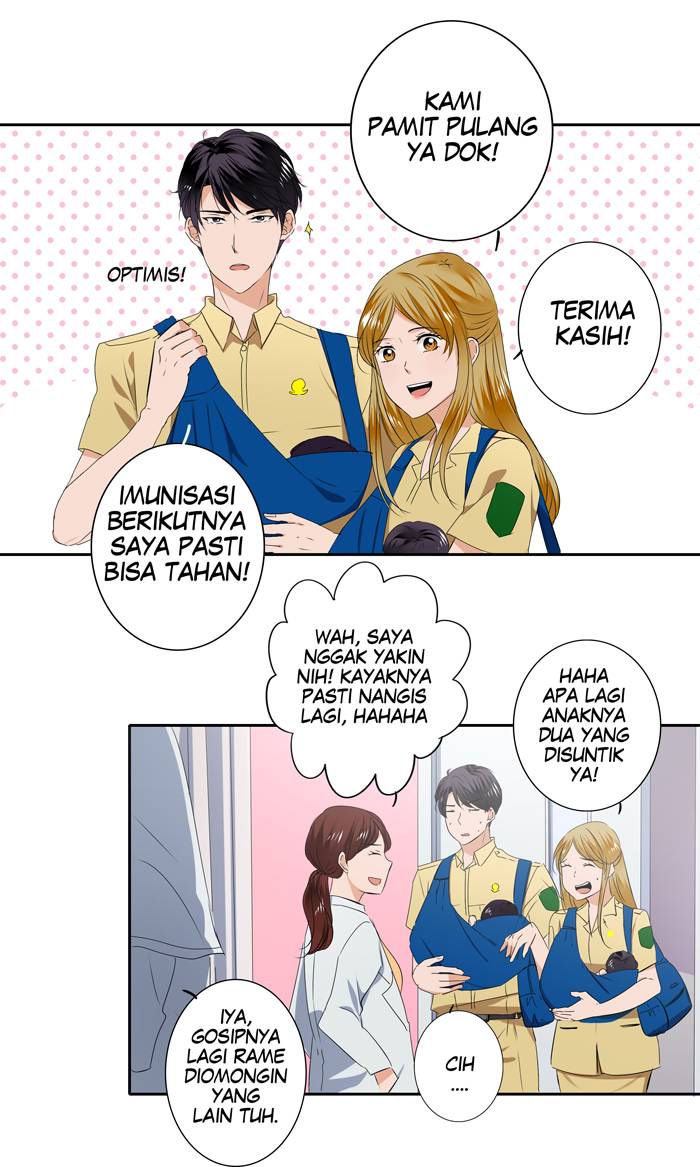 KAMI
PAMIT PULANG
YA DOK!
OPTIMIS!
TERIMA
KASIH!
IMUNISASI
BERIKUTNYA
SAYA PASTI
BISA TAHAN!
WAH, SAYA
NGGAK YAKIN
NIH! KAYAKNYA
PASTI NANGIS
LAGI, HAHAHA
HAHA
APA LAGI
ANAKNYA
DUA YANG
DISUNTIK
YA!
IYA,
GOSIPNYA
LAGI RAME
DIOMONGIN
YANG
LAIN TUH.
CIH
....